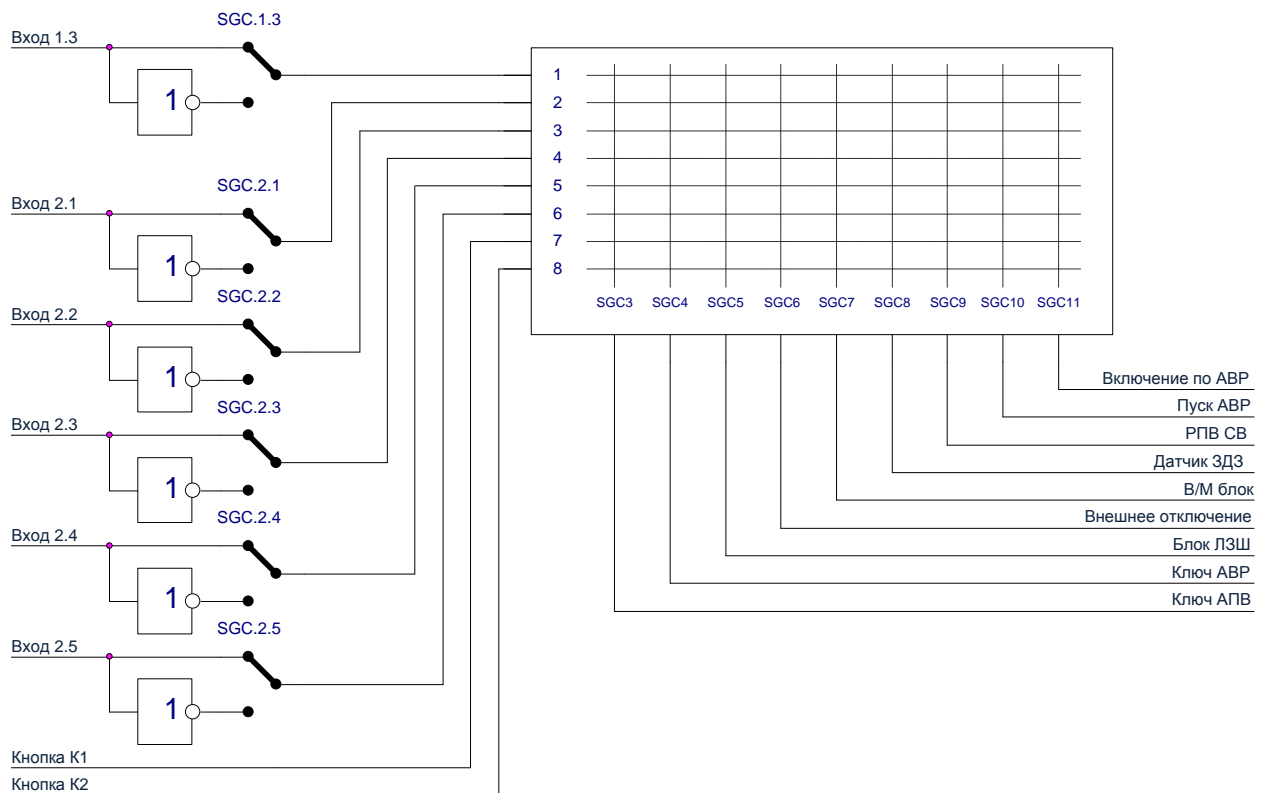 SGC.1.3
Вход 1.3
1
SGC.2.1
Вход 2.1
1
SGC.2.2
Вход 2.2
1
SGC.2.3
Вход 2.3
1
SGC.2.4
Вход 2.4
1
SGC.2.5
Вход 2.5
1
Кнопка К1
Кнопка К2
1
2
3
4
5
6
7
8
SGC3 SGC4 SGC5 SGC6 SGC7 SGC8 SGC9 SGC10 SGC11
Включение по АВР
Пуск АВР
РПВ СВ
Датчик ЗДЗ
В/М блок
Внешнее отключение
Блок ЛЗШ
Ключ АВР
Ключ АПВ